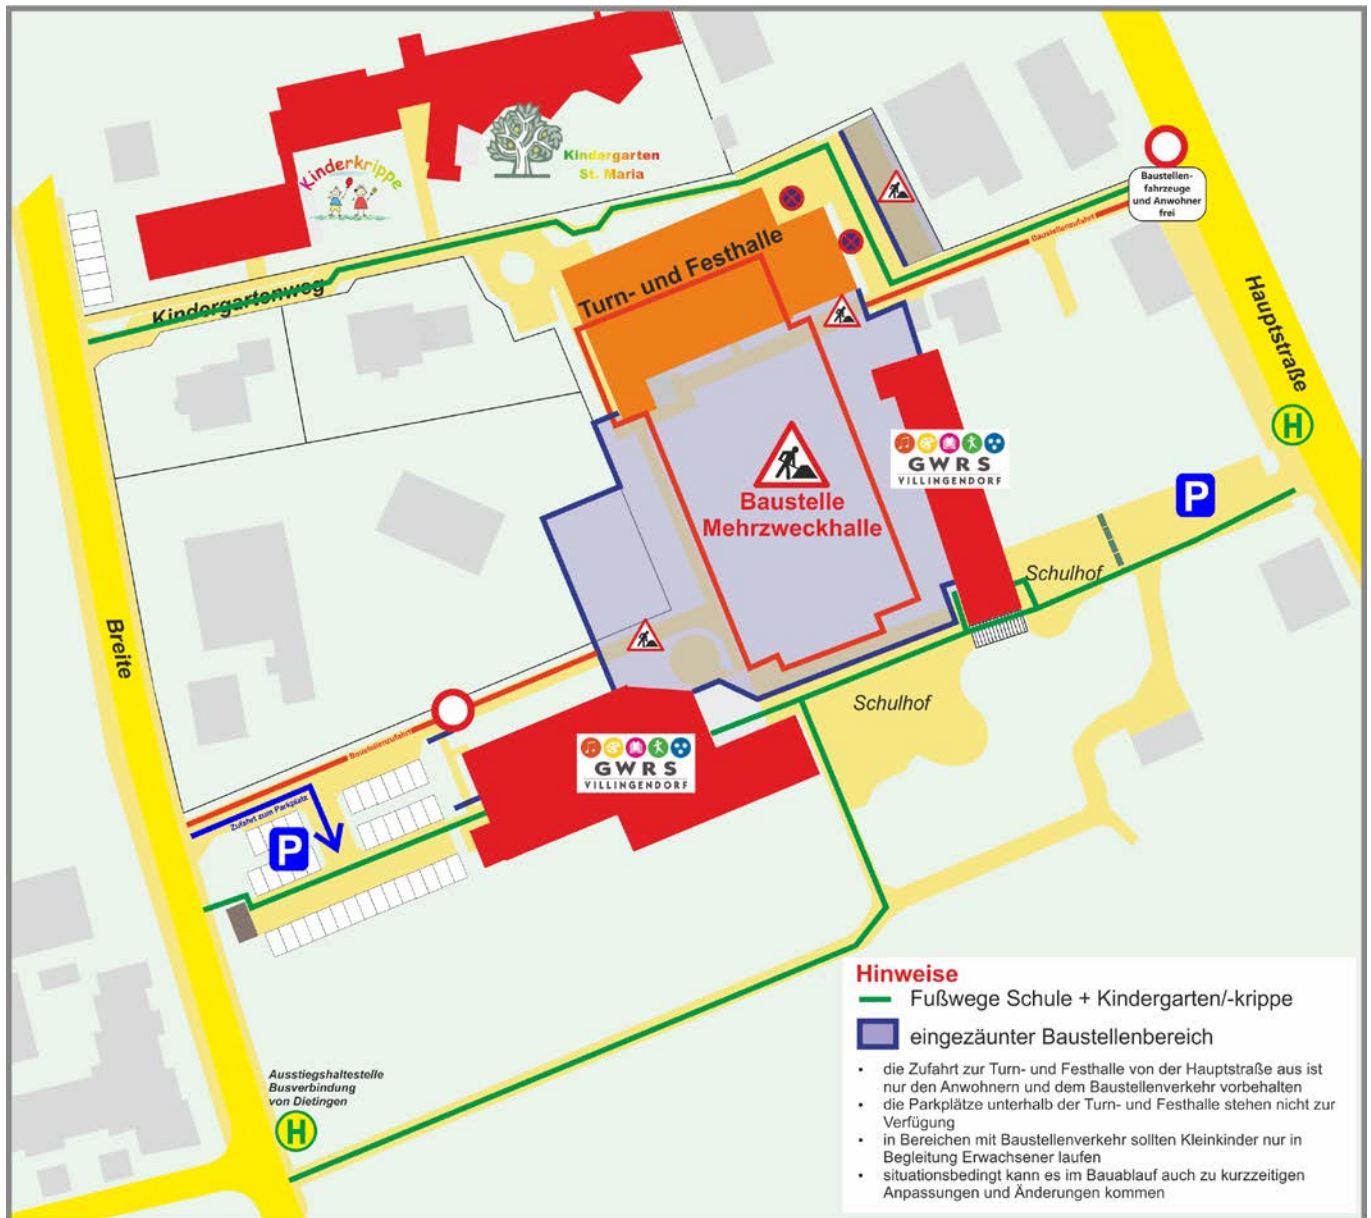 Kinderkrippe
Kindergarten
St. Maria
Baustellen-
fahrzeuge
und Anwohner
frei
Baustellenzufahrt
Turn- und Festhalle
Kindergartenweg
Hauptstraße
H
GWRS
VILLINGENDORF
P
Baustelle
Mehrzweckhalle
Schulhof
Breite
Schulhof
Baustellenzufahrt
GWRS
VILLINGENDORF
Zufahrt zum Parkplatz
P
Ausstiegshaltestelle
Busverbindung
von Dietingen
H
Hinweise
Fußwege Schule + Kindergarten/-krippe
eingezäunter Baustellenbereich
• die Zufahrt zur Turn- und Festhalle von der Hauptstraße aus ist
nur den Anwohnern und dem Baustellenverkehr vorbehalten
• die Parkplätze unterhalb der Turn- und Festhalle stehen nicht zur
Verfügung
• in Bereichen mit Baustellenverkehr sollten Kleinkinder nur in
Begleitung Erwachsener laufen
• situationsbedingt kann es im Bauablauf auch zu kurzzeitigen
Anpassungen und Änderungen kommen